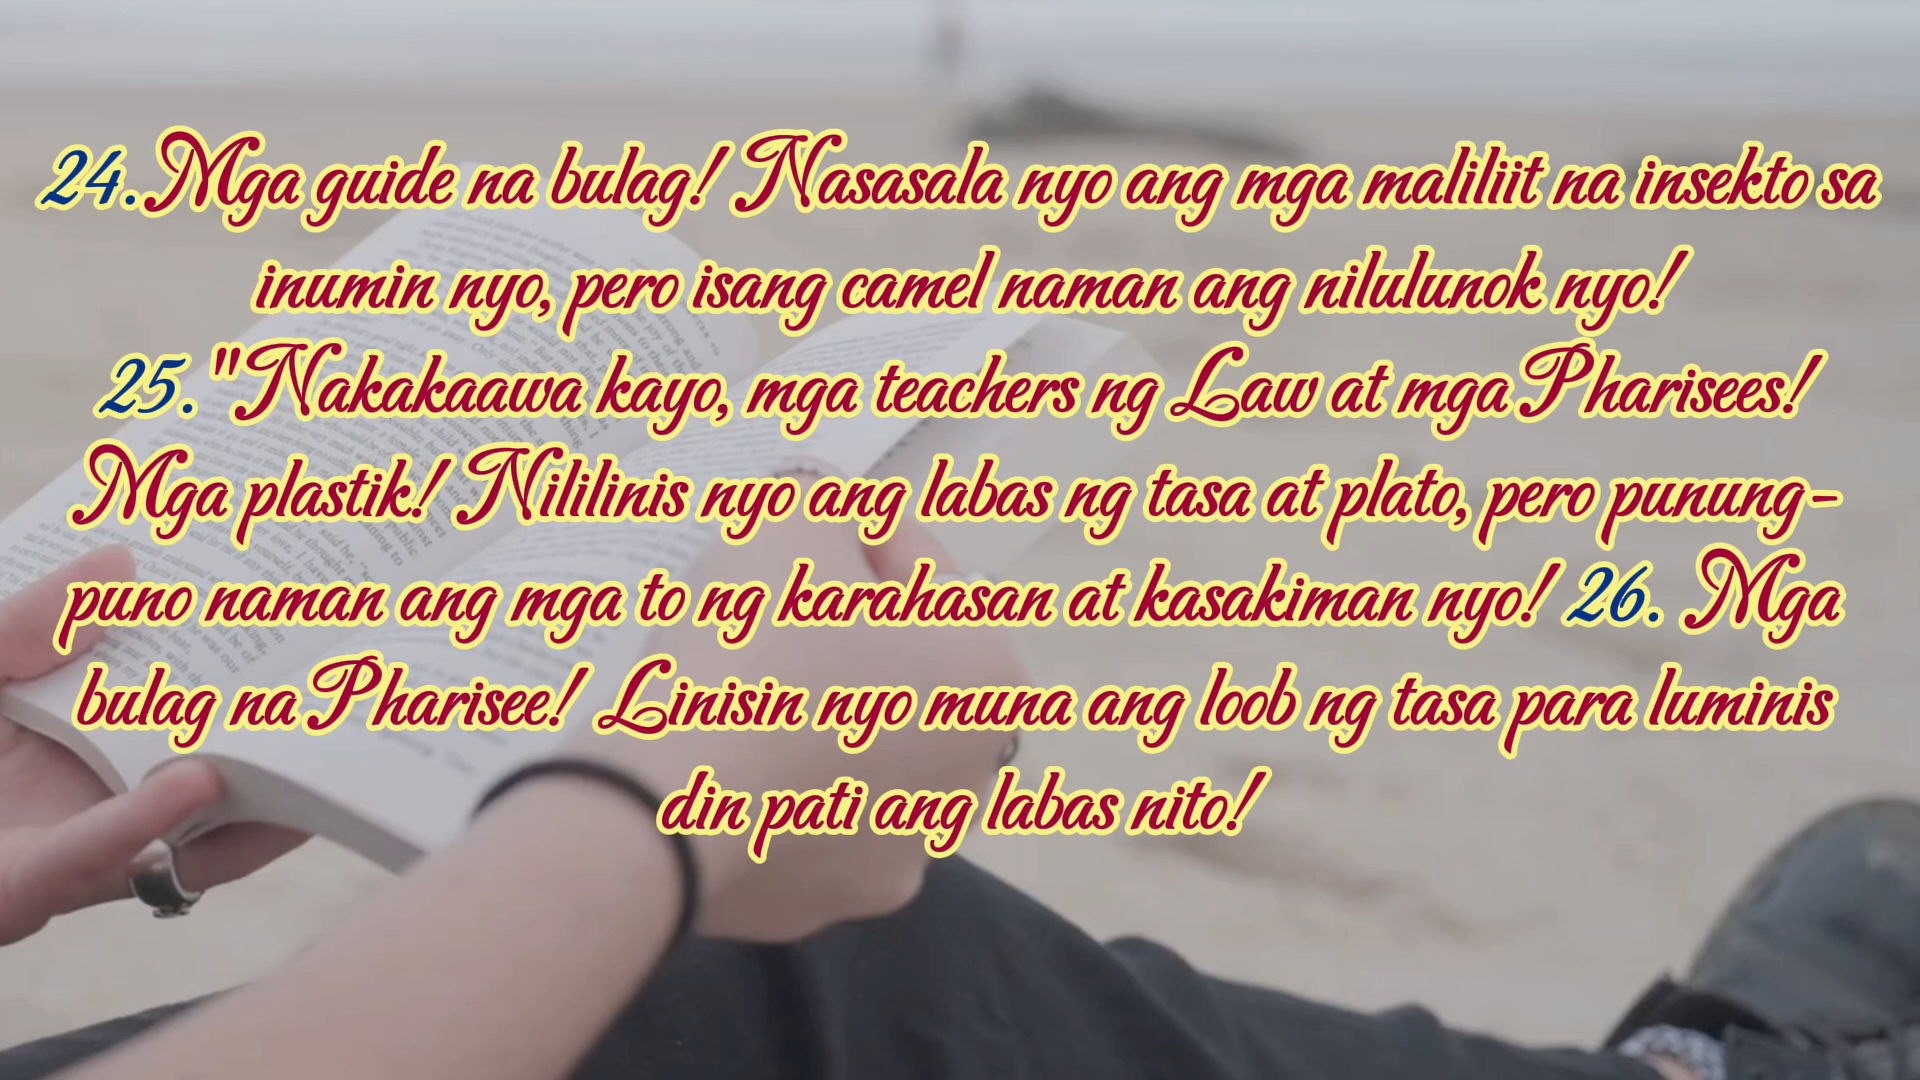 24. Mga guide na bulag! Nasasala nyo ang mga maliliit na insekto sa
inumin nyo, pero isang camel naman ang nilulunok nyo!
25. "Nakakaawa kayo, mga teachers ng Law at mga Pharisees!
Mga plastik! Nililinis nyo ang labas ng tasa at plato, pero punung-
puno naman ang mga to ng karahasan at kasakiman nyo! 26. Mga
bulag na Pharisee! Linisin nyo muna ang loob ng tasa para luminis
din pati ang labas nito!